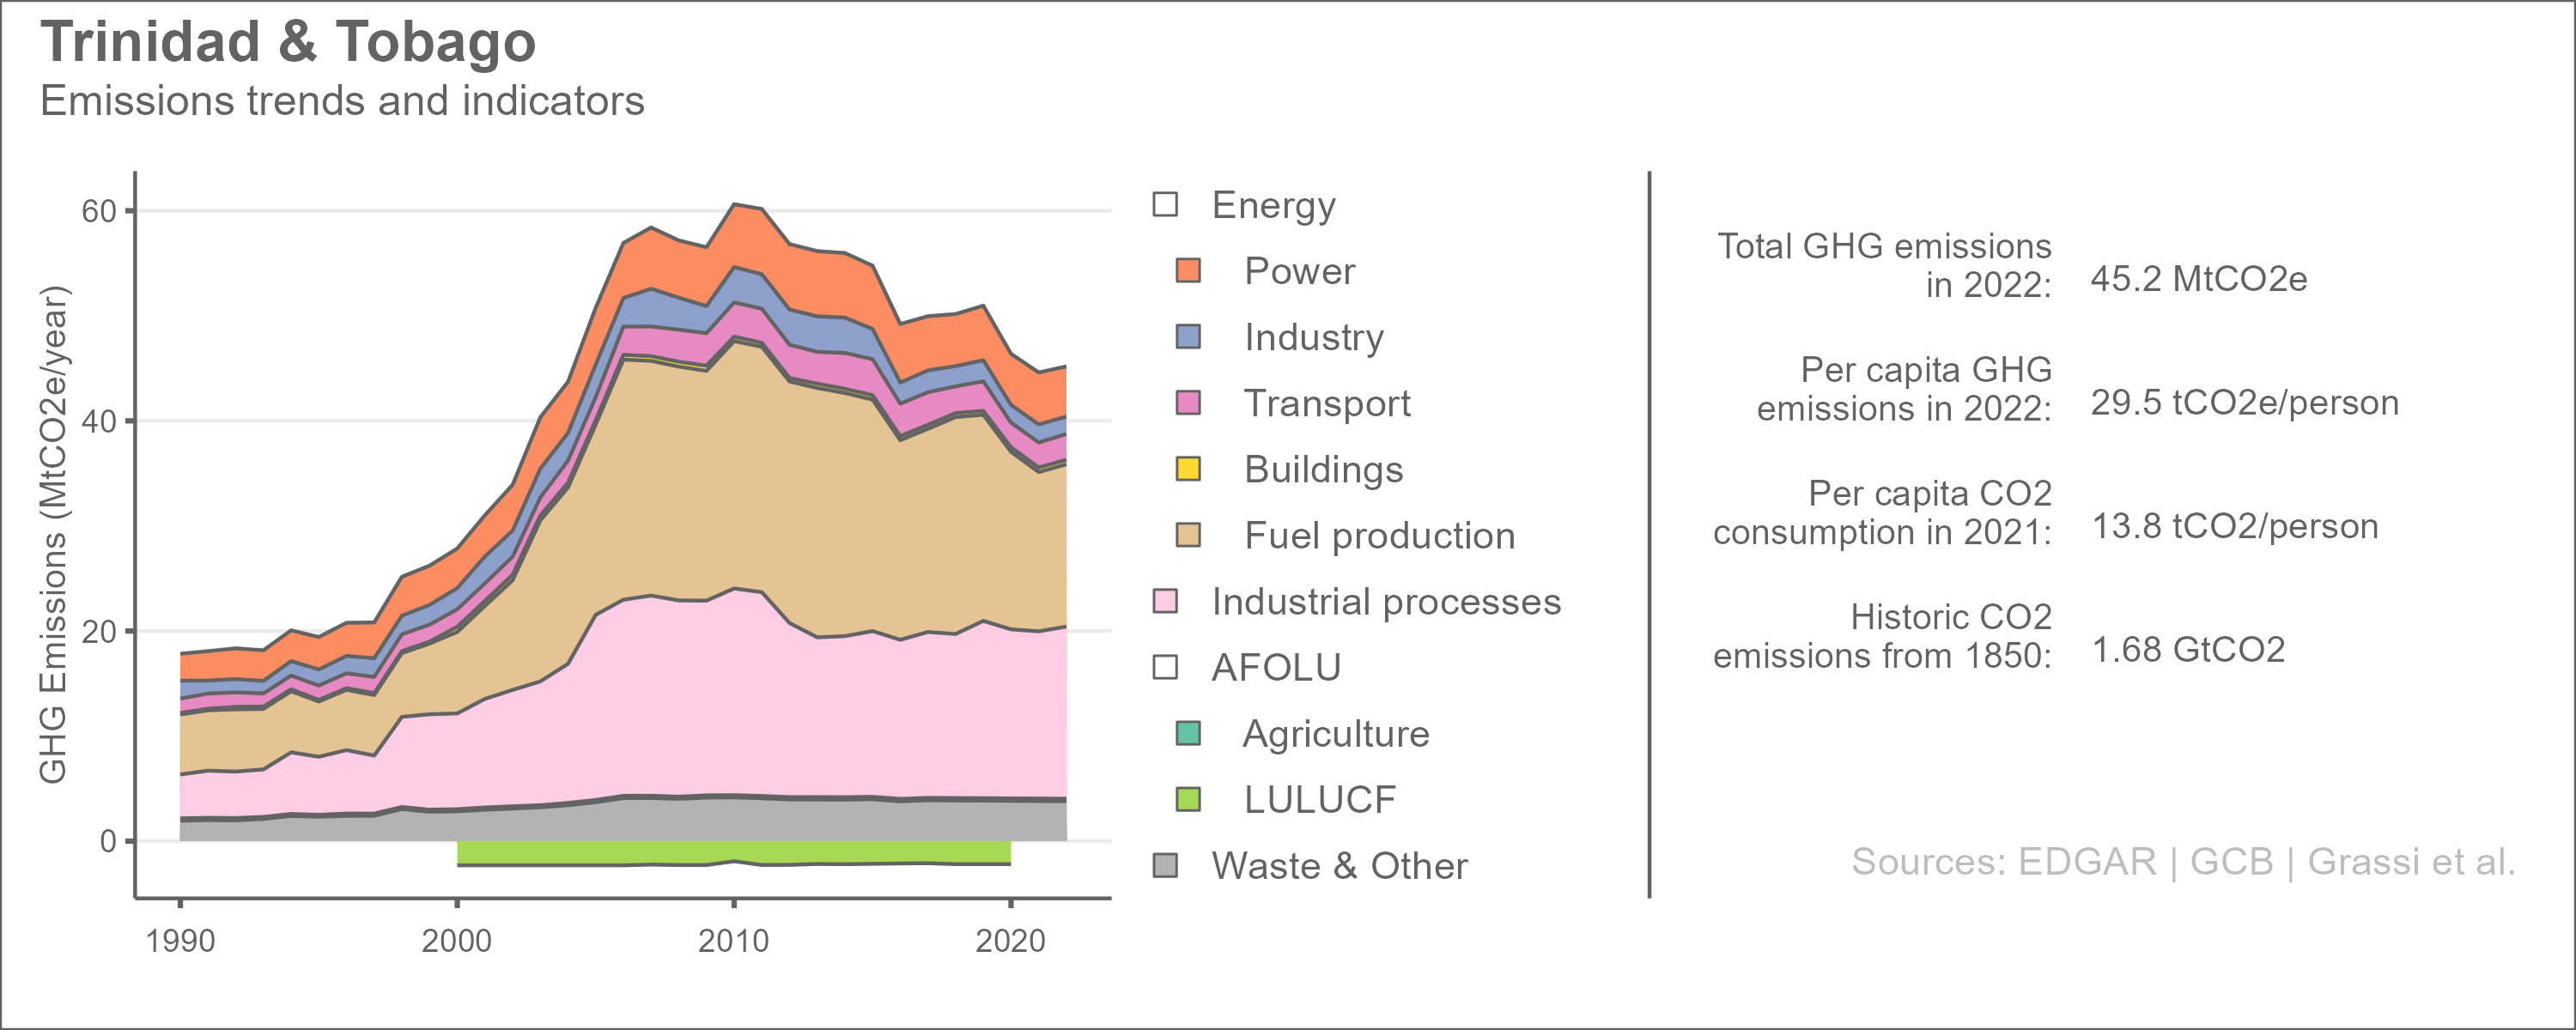 Trinidad & Tobago
Emissions trends and indicators
GHG Emissions (MtCO2e/year)
60
40
20
0
1990
2000
2010
2020
Energy
Power
Industry
Transport
Buildings
Fuel production
Industrial processes
AFOLU
Agriculture
LULUCF
Waste & Other
Total GHG emissions
in 2022:
45.2 MtCO2e
Per capita GHG
emissions in 2022:
29.5 tCO2e/person
Per capita CO2
consumption in 2021:
13.8 tCO2/person
Historic CO2
emissions from 1850:
1.68 GtCO2
Sources: EDGAR | GCB | Grassi et al.